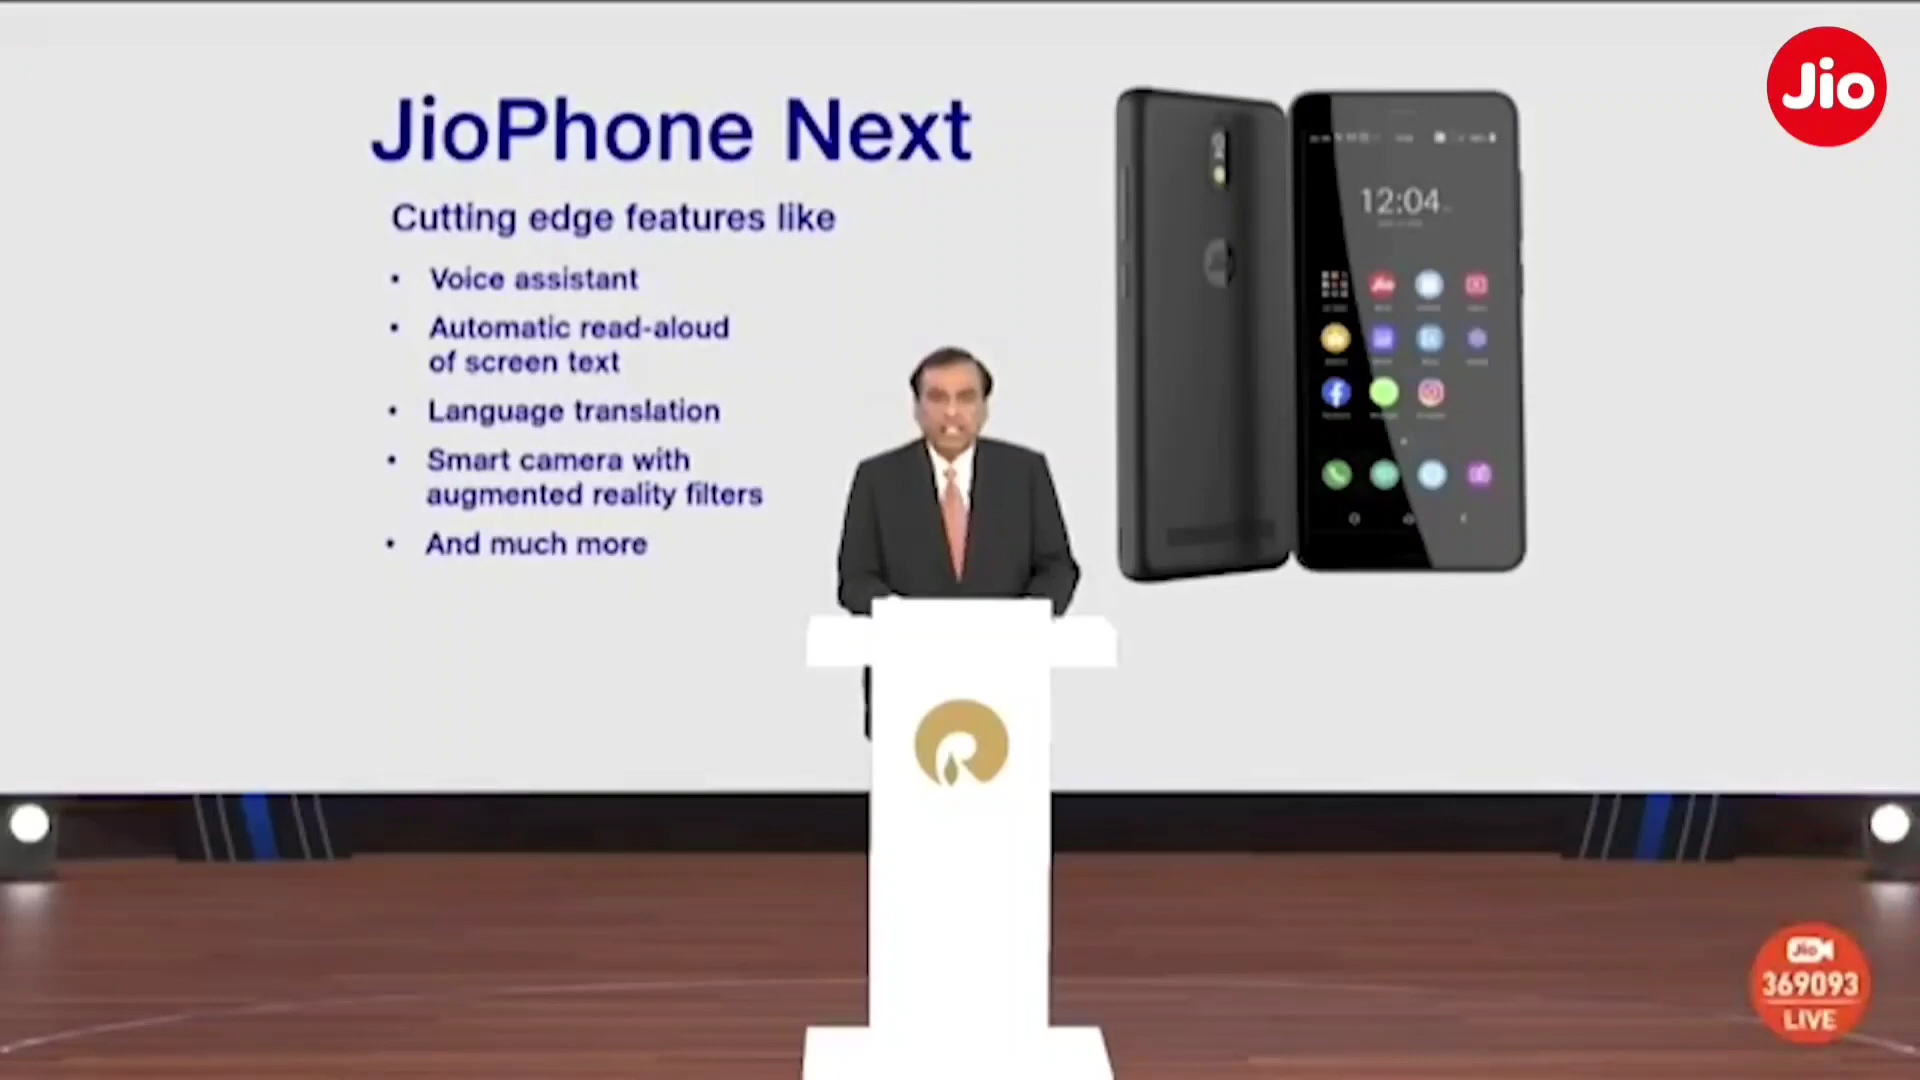 JioPhone Next
Cutting edge features like
• Voice assistant
• Automatic read-aloud
of screen text
• Language translation
• Smart camera with
augmented reality filters
• And much more
Jio
12:04
Jio
Jio
369093
LIVE